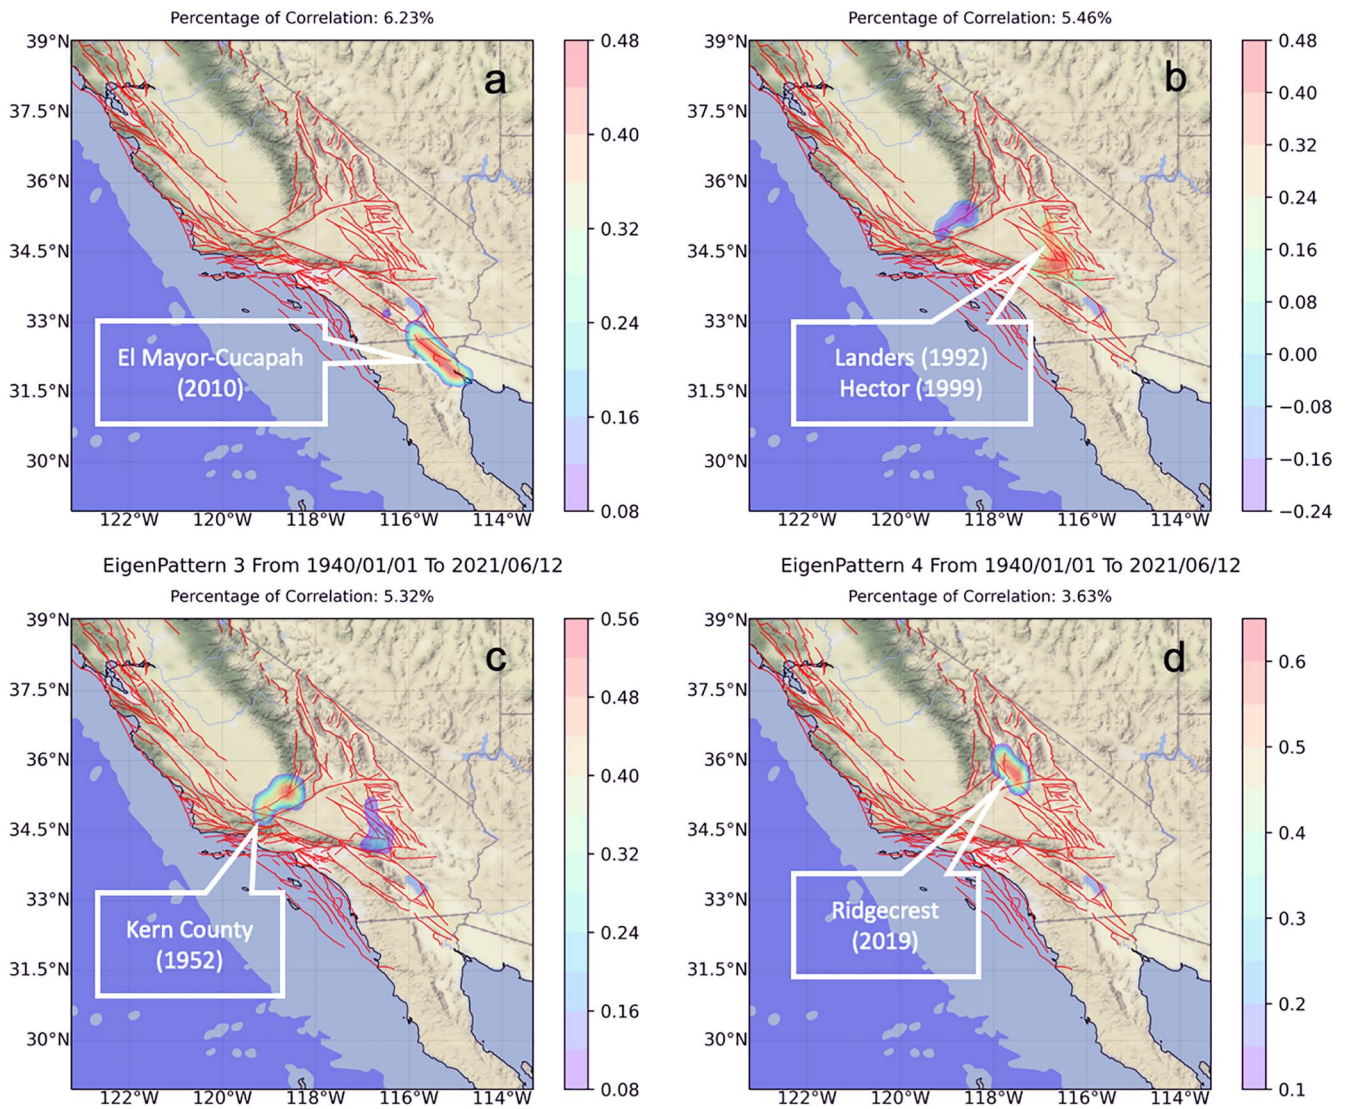 Percentage of Correlation: 6.23%
39°N
37.5°N
36°N
34.5°N
33°N
31.5°N
30°N
122°W 120°W 118°W 116°W 114°W
a
El Mayor-Cucapah
(2010)
0.48
0.40
0.32
0.24
0.16
0.08
Percentage of Correlation: 5.46%
39°N
37.5°N
36°N
34.5°N
33°N
31.5°N
30°N
122°W 120°W 118°W 116°W 114°W
b
Landers (1992)
Hector (1999)
0.48
0.40
0.32
0.24
0.16
0.08
0.00
−0.08
−0.16
−0.24
EigenPattern 3 From 1940/01/01 To 2021/06/12
Percentage of Correlation: 5.32%
39°N
37.5°N
36°N
34.5°N
33°N
31.5°N
30°N
122°W 120°W 118°W 116°W 114°W
c
Kern County
(1952)
0.56
0.48
0.40
0.32
0.24
0.16
0.08
EigenPattern 4 From 1940/01/01 To 2021/06/12
Percentage of Correlation: 3.63%
39°N
37.5°N
36°N
34.5°N
33°N
31.5°N
30°N
122°W 120°W 118°W 116°W 114°W
d
Ridgecrest
(2019)
0.6
0.5
0.4
0.3
0.2
0.1